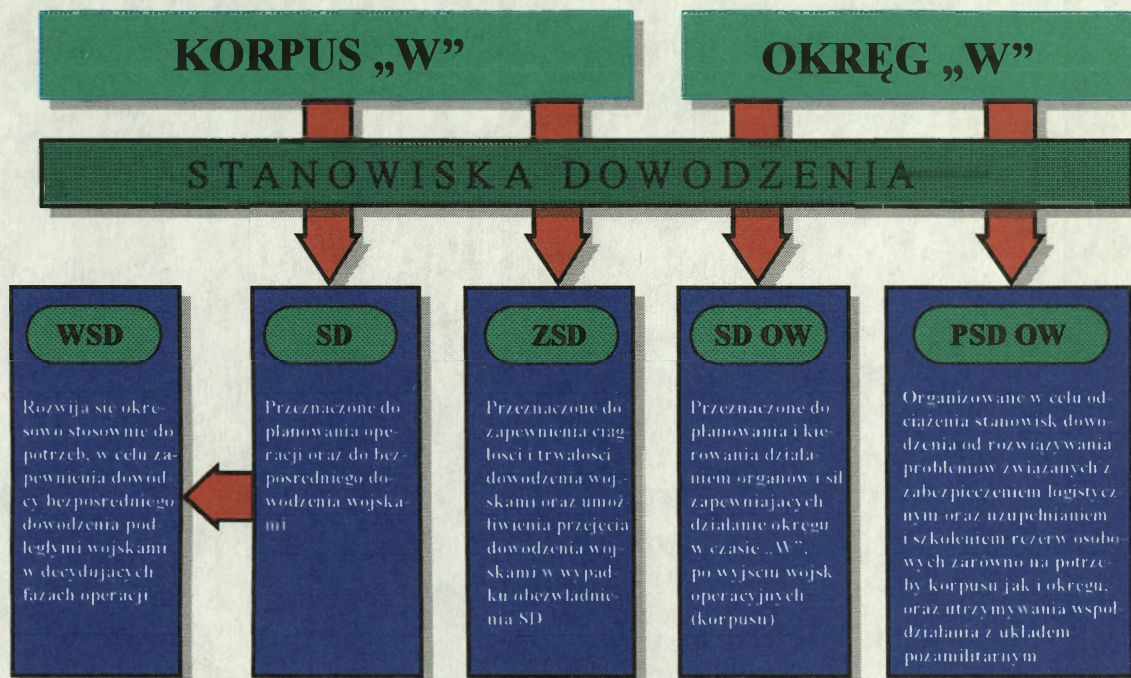 KORPUS „W”
OKRĘG „W”
STANOWISKA DOWODZENIA
WSD
Rozwija się okre-
sowo stosownie do
potrzeb, w celu za-
pewnienia dowód-
cy bezpośredniego
dowodzenia pod-
ległymi wojskami
w decydujących
fazach operacji
SD
Przeznaczone do
planowania ope-
racji oraz do bez-
pośredniego do-
wodzenia wojska-
mi
ZSD
Przeznaczone do
zapewnienia ciąg-
łości i trwałości
dowodzenia woj-
skami oraz umoż-
liwienia przejęcia
dowodzenia woj-
skami w wypad-
ku obezwładnie-
nia SD
SD OW
Przeznaczone do
planowania i kie-
rowania działa-
niem organów i sił
zapewniających
działanie okręgu
w czasie „W”,
po wyjściu wojsk
operacyjnych
(korpusu)
PSD OW
Organizowane w celu od-
ciążenia stanowisk dowo-
dzenia od rozwiązywania
problemów związanych z
zabezpieczeniem logistycz
nym oraz uzupełnianiem
i szkoleniem rezerw osobo-
wych zarówno na potrze-
by korpusu jak i okręgu,
oraz utrzymywania współ-
działania z układem
pozamilitarnym